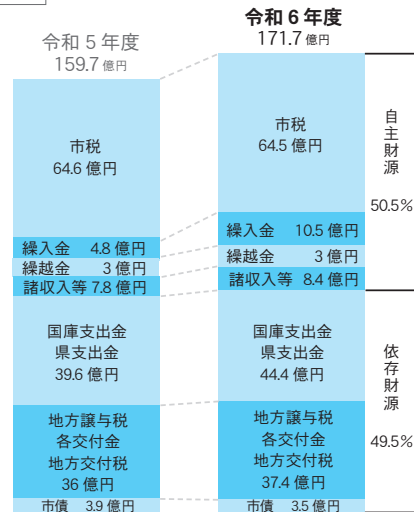 令和 5 年度
159.7 億円
市税
64.6 億円
繰入金 4.8 億円
繰越金 3 億円
諸収入等 7.8 億円
国庫支出金
県支出金
39.6 億円
地方譲与税
各交付金
地方交付税
36 億円
市債 3.9 億円
令和 6 年度
171.7 億円
市税
64.5 億円
繰入金 10.5 億円
繰越金 3 億円
諸収入等 8.4 億円
国庫支出金
県支出金
44.4 億円
地方譲与税
各交付金
地方交付税
37.4 億円
市債 3.5 億円
自主財源
50.5%
依存財源
49.5%